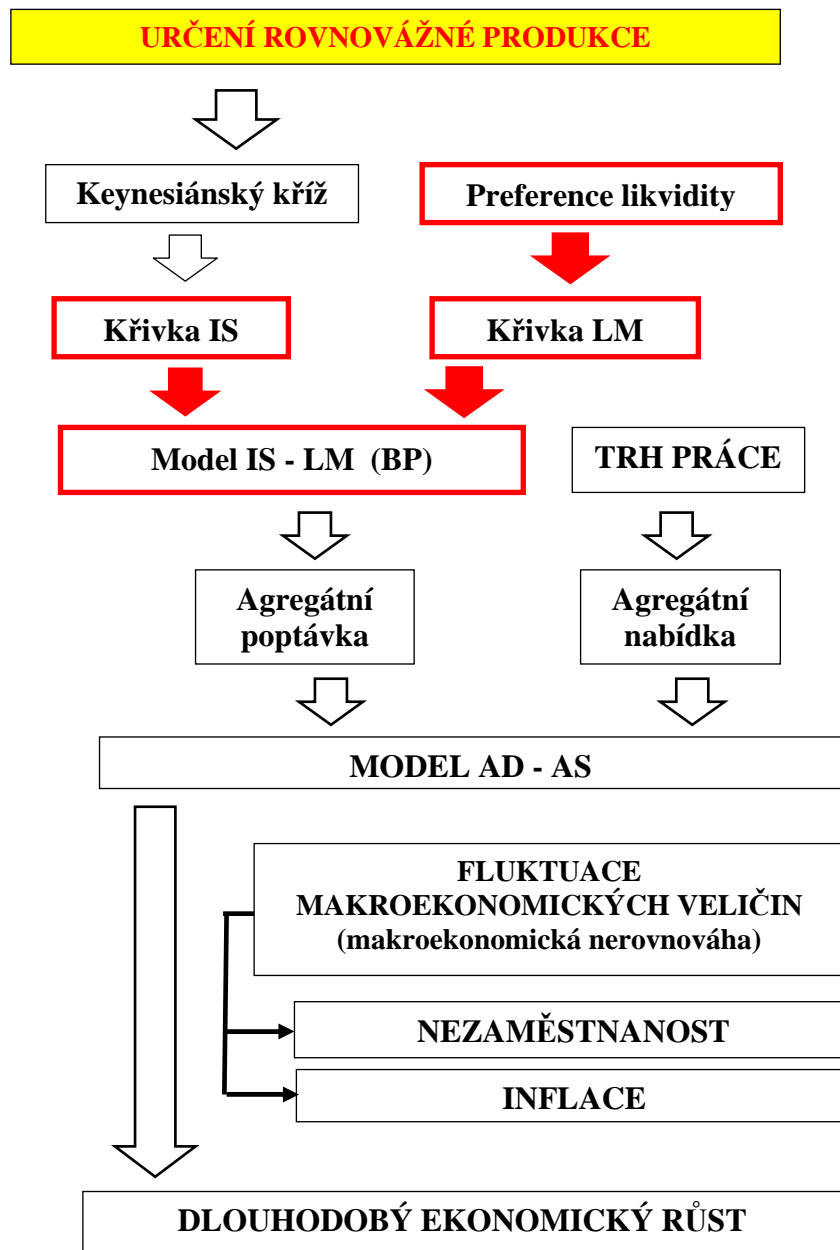 URČENÍ ROVNOVÁŽNÉ PRODUKCE
Keynesiánský kříž
Preference likvidity
Křivka IS
Křivka LM
Model IS - LM (BP)
TRH PRÁCE
Agregátní
poptávka
Agregátní
nabídka
MODEL AD - AS
FLUKTUACE
MAKROEKONOMICKÝCH VELIČIN
(makroekonomická nerovnováha)
NEZAMĚSTNANOST
INFLACE
DLOUHODOBÝ EKONOMICKÝ RŮST